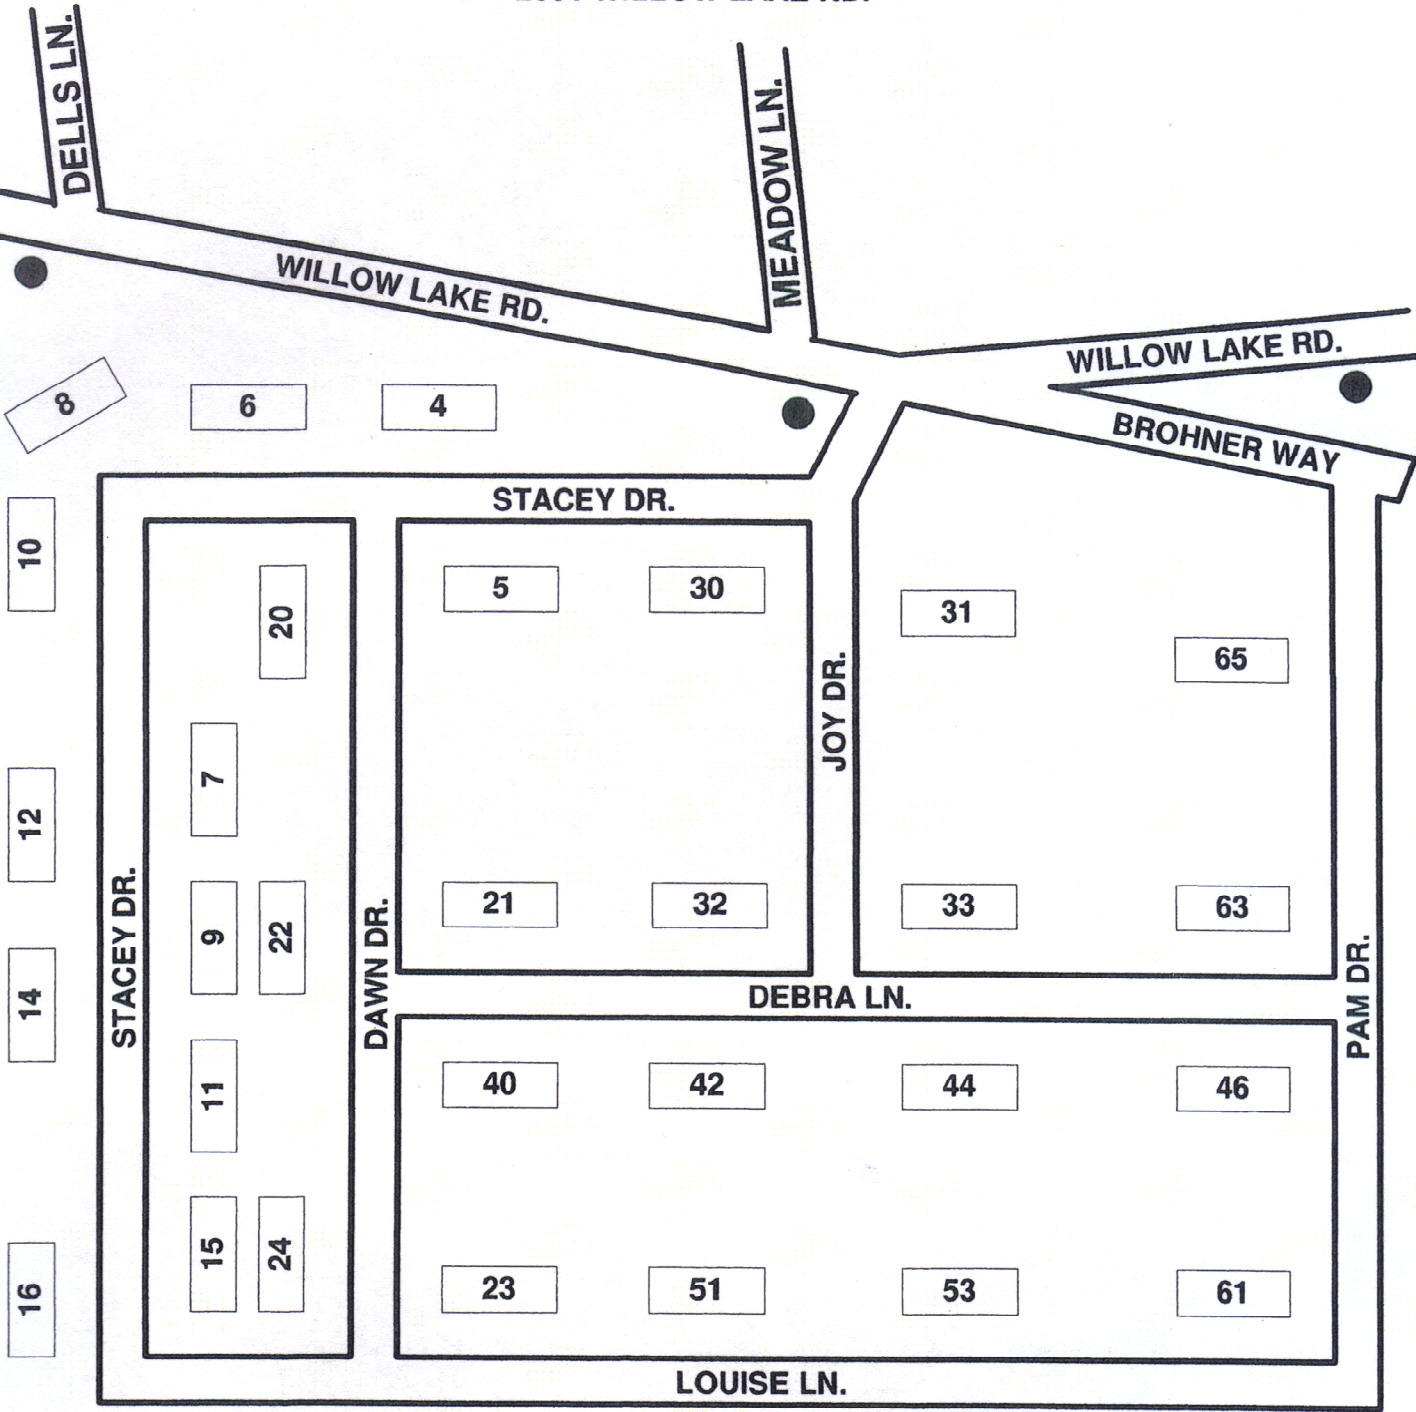 DELLS LN.
MEADOW LN.
WILLOW LAKE RD.
WILLOW LAKE RD.
8
6
4
BROHNER WAY
STACEY DR.
10
5
30
31
20
65
JOY DR.
7
12
21
32
33
63
STACEY DR.
9
22
DAWN DR.
14
DEBRA LN.
PAM DR.
40
42
44
46
11
15
24
23
51
53
61
16
LOUISE LN.